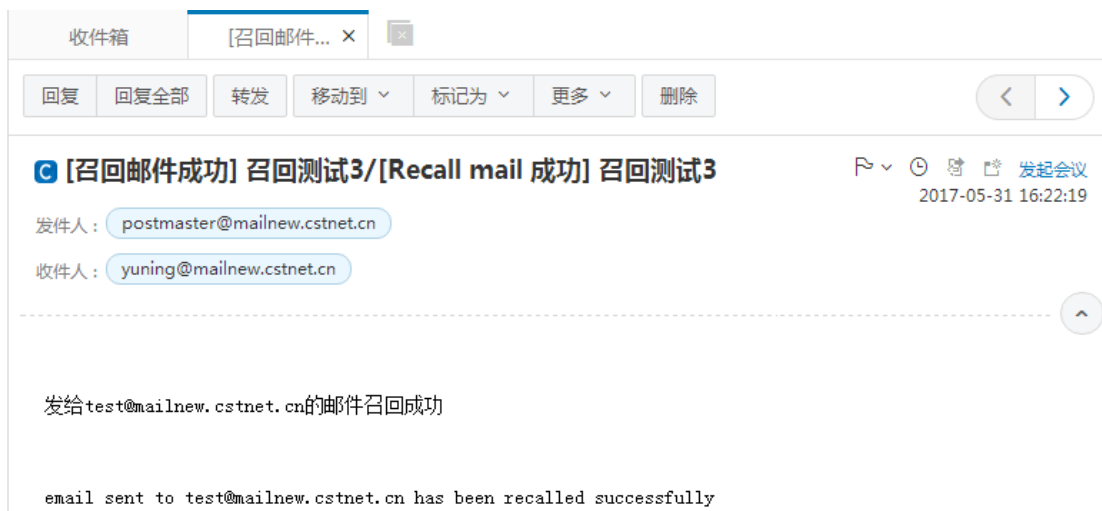 收件箱 [召回邮件... ×
回复 回复全部 转发 移动到 标记为 更多 删除
C [召回邮件成功] 召回测试3/[Recall mail 成功] 召回测试3
发起会议
2017-05-31 16:22:19
发件人： postmaster@mailnew.cstnet.cn
收件人： yuning@mailnew.cstnet.cn
发给test@mailnew.cstnet.cn的邮件召回成功
email sent to test@mailnew.cstnet.cn has been recalled successfully